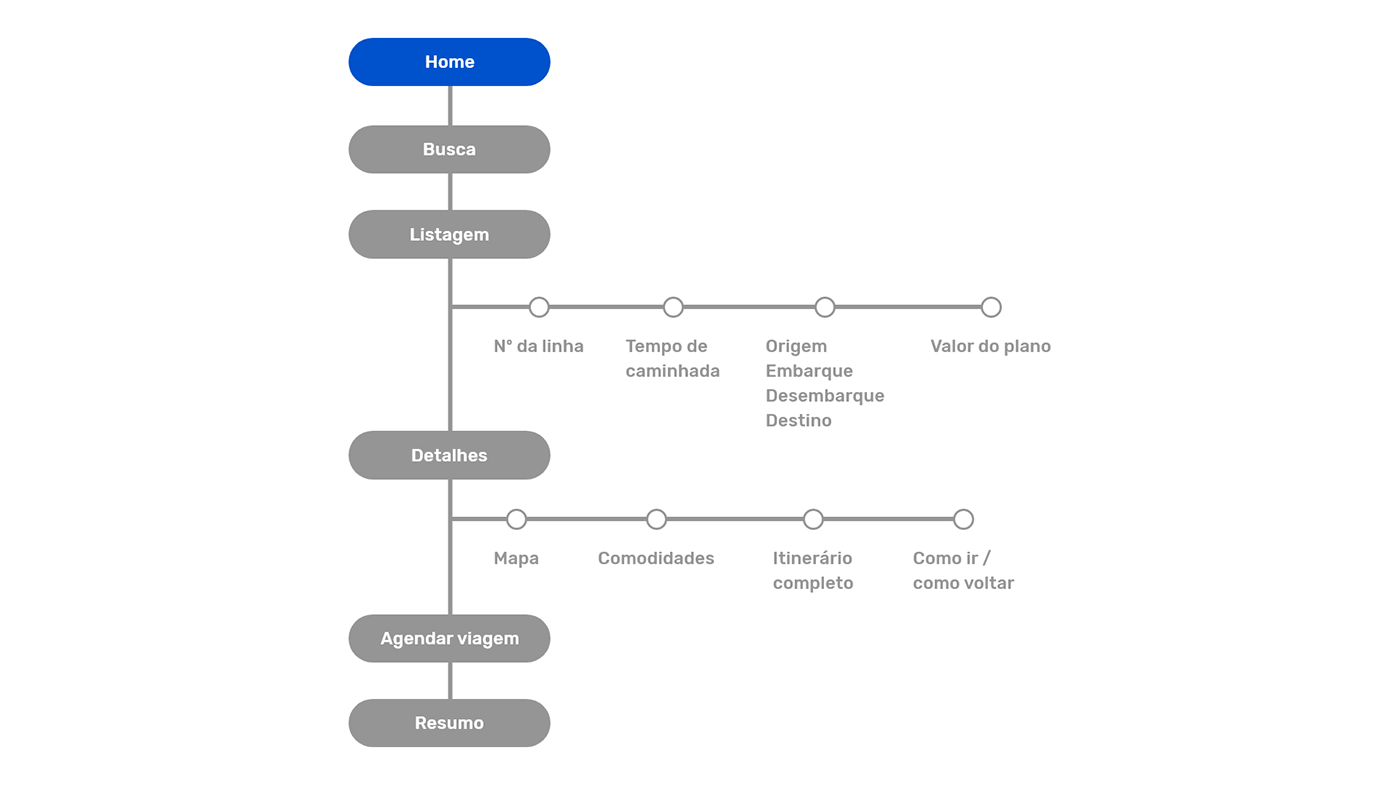 Home
Busca
Listagem
Nº da linha
Tempo de
caminhada
Origem
Embarque
Desembarque
Destino
Valor do plano
Detalhes
Mapa
Comodidades
Itinerário
completo
Como ir /
como voltar
Agendar viagem
Resumo